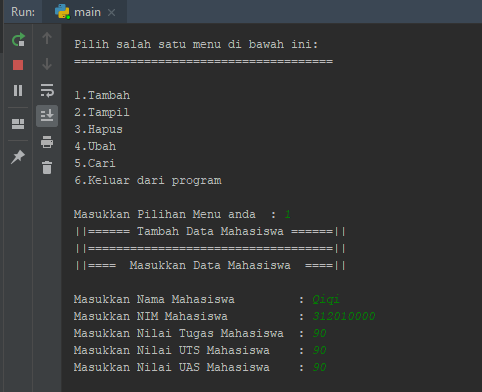 Run: main ×
Pilih salah satu menu di bawah ini:
=====================================
1.Tambah
2.Tampil
3.Hapus
4.Ubah
5.Cari
6.Keluar dari program
Masukkan Pilihan Menu anda  : 1
||====== Tambah Data Mahasiswa ======||
||===================================||
||====  Masukkan Data Mahasiswa  ====||
Masukkan Nama Mahasiswa         : Qiqi
Masukkan NIM Mahasiswa          : 312010000
Masukkan Nilai Tugas Mahasiswa  : 90
Masukkan Nilai UTS Mahasiswa    : 90
Masukkan Nilai UAS Mahasiswa    : 90